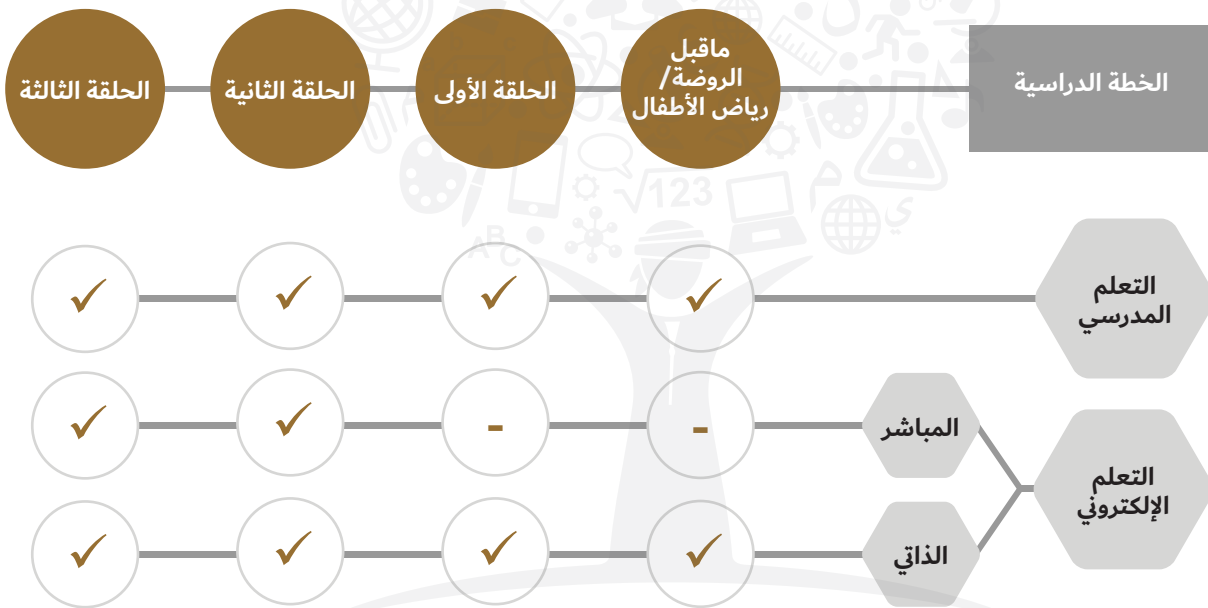 الخطة الدراسية
ماقبل
الروضة/
رياض الأطفال
الحلقة الأولى
الحلقة الثانية
الحلقة الثالثة
√123
م
ي
A B C
التعلم
المدرسي
✓ ✓ ✓ ✓
التعلم
الإلكتروني
المباشر
- - ✓ ✓
الذاتي
✓ ✓ ✓ ✓